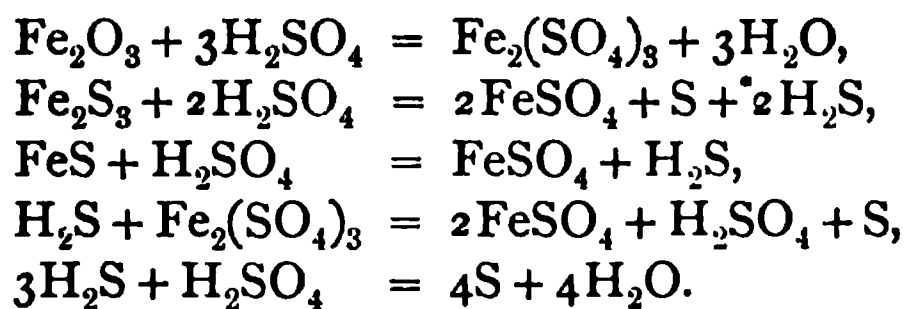 Fe₂O₃ + 3H₂SO₄ = Fe₂(SO₄)₃ + 3H₂O,
Fe₂S₃ + 2H₂SO₄ = 2FeSO₄ + S + 2H₂S,
FeS + H₂SO₄ = FeSO₄ + H₂S,
H₂S + Fe₂(SO₄)₃ = 2FeSO₄ + H₂SO₄ + S,
3H₂S + H₂SO₄ = 4S + 4H₂O.